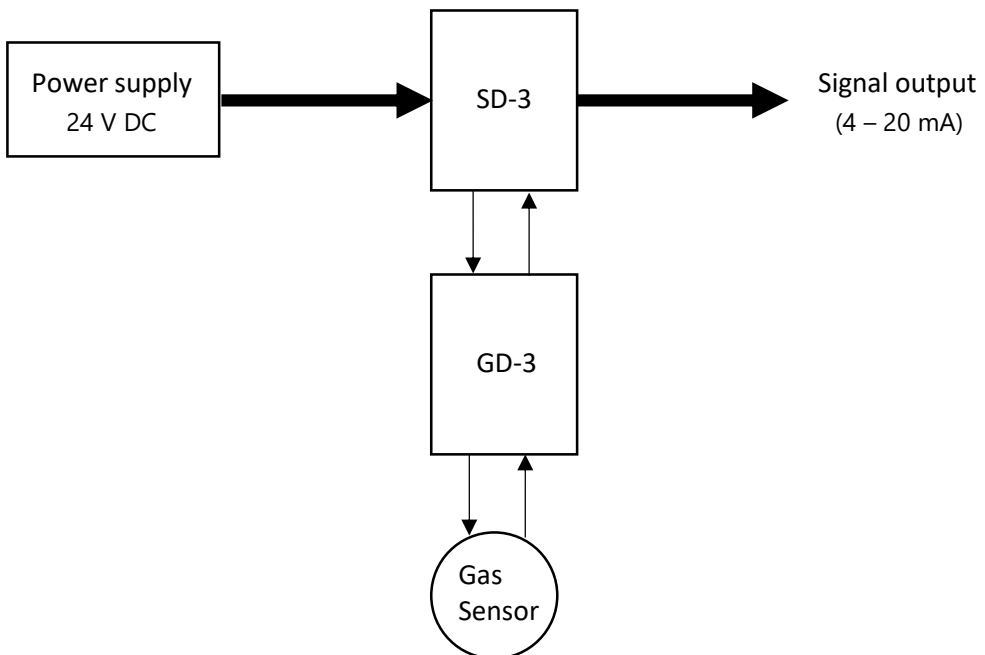 Power supply
24 V DC
SD-3
Signal output
(4 – 20 mA)
GD-3
Gas
Sensor